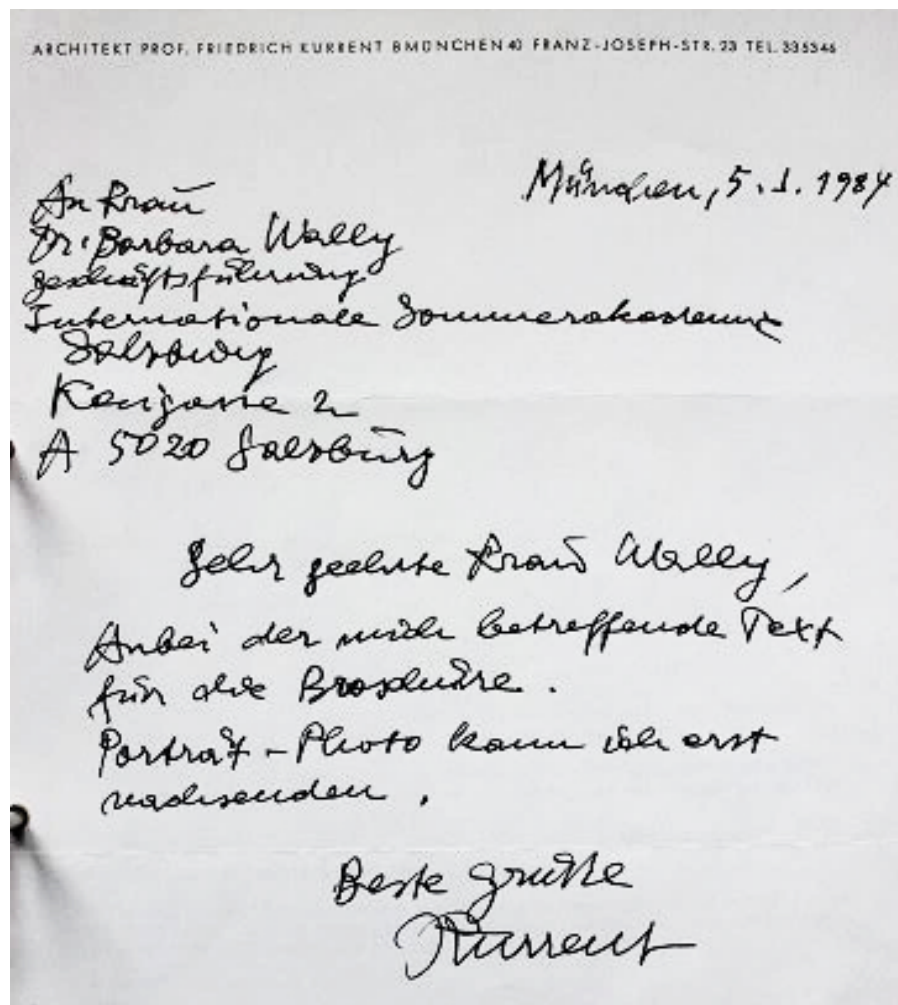 ARCHITEKT PROF. FRIEDRICH KURRENT 8MÜNCHEN 40 FRANZ-JOSEPH-STR. 23 TEL. 335346
München, 5.1.1984
An Frau
Dr. Barbara Wally
Geschäftsführung
Internationale Sommerakademie
Salzburg
Kaigasse 2
A 5020 Salzburg
Sehr geehrte Frau Wally,
Anbei der mich betreffende Text
für die Broschüre.
Porträt-Photo kann ich erst
nachsenden.
Beste Grüße
Kurrent